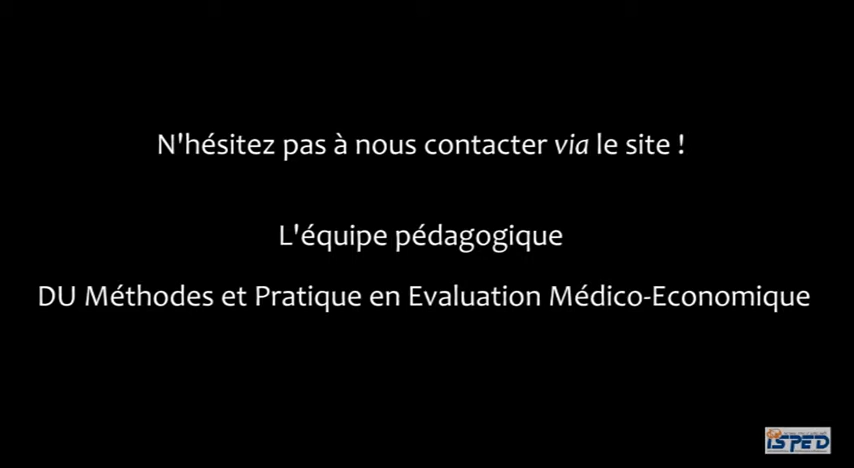 N'hésitez pas à nous contacter via le site !
L'équipe pédagogique
DU Méthodes et Pratique en Evaluation Médico-Economique
ISPED